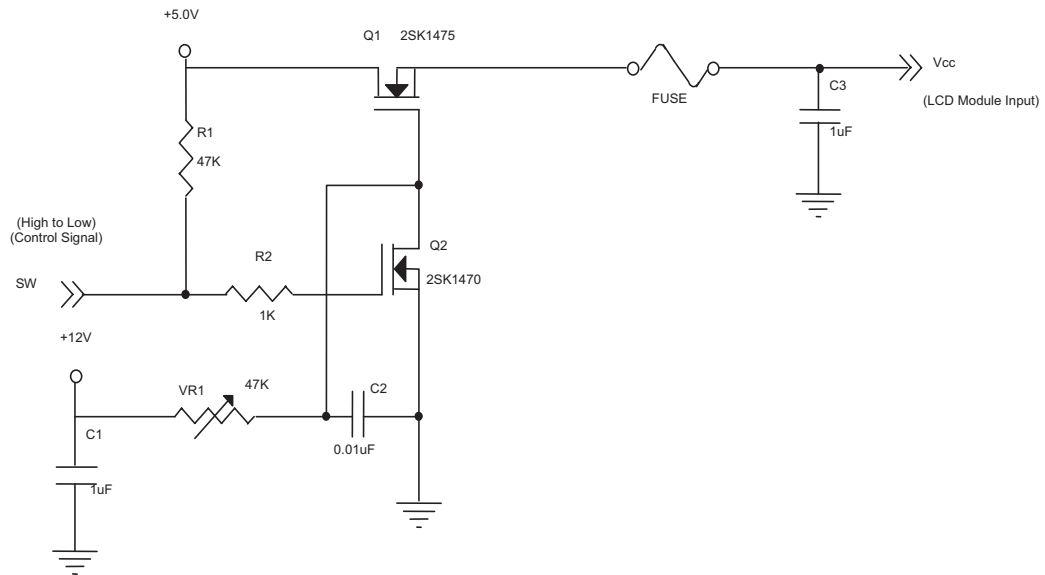 +5.0V
Q1 2SK1475
Vcc
(LCD Module Input)
FUSE
C3
1uF
R1
47K
(High to Low)
(Control Signal)
SW
R2
1K
Q2
2SK1470
+12V
VR1
47K
C2
0.01uF
C1
1uF